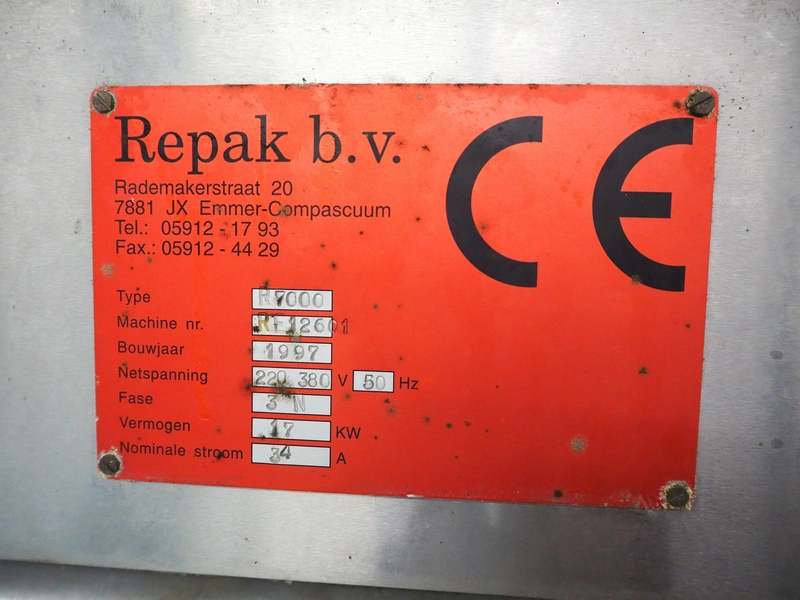 Repak b.v.
CE
Rademakerstraat 20
7881 JX Emmer-Compascuum
Tel.: 05912 - 17 93
Fax.: 05912 - 44 29
Type R7000
Machine nr. RE12601
Bouwjaar 1997
Netspanning 220 380 V 50 Hz
Fase 3 N
Vermogen 17 KW
Nominale stroom 34 A